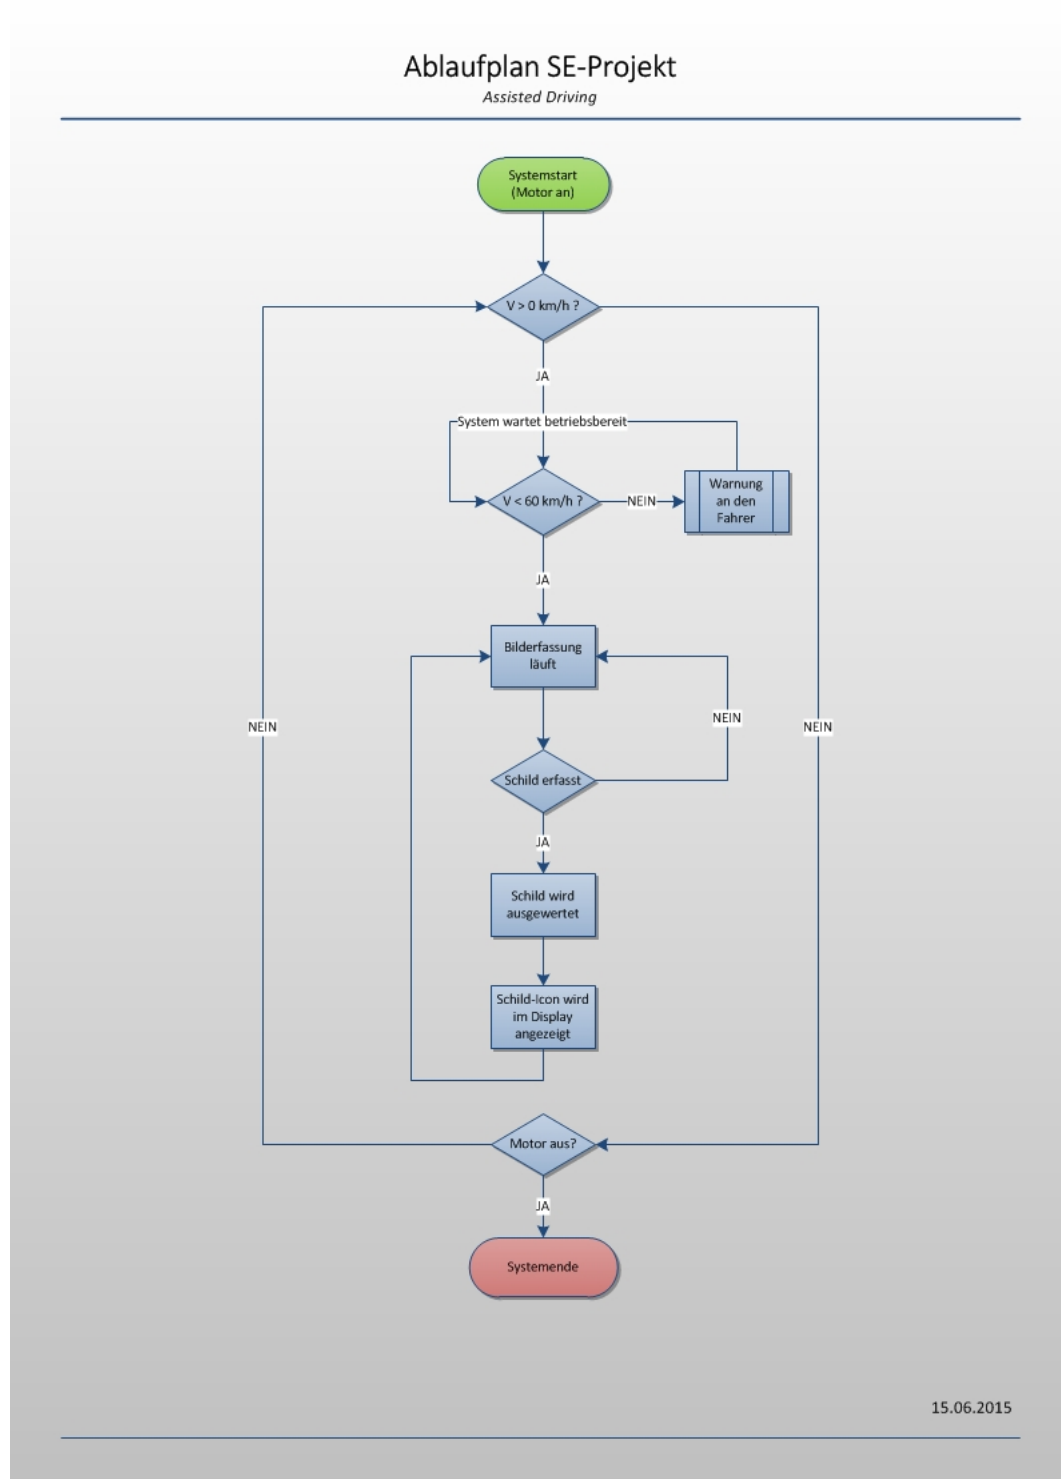 Ablaufplan SE-Projekt
Assisted Driving
Systemstart
(Motor an)
V > 0 km/h ?
JA
System wartet betriebsbereit
V < 60 km/h ?
NEIN
Warnung
an den
Fahrer
JA
Bilderfassung
läuft
NEIN
NEIN
NEIN
Schild erfasst
JA
Schild wird
ausgewertet
Schild-Icon wird
im Display
angezeigt
Motor aus?
JA
Systemende
15.06.2015